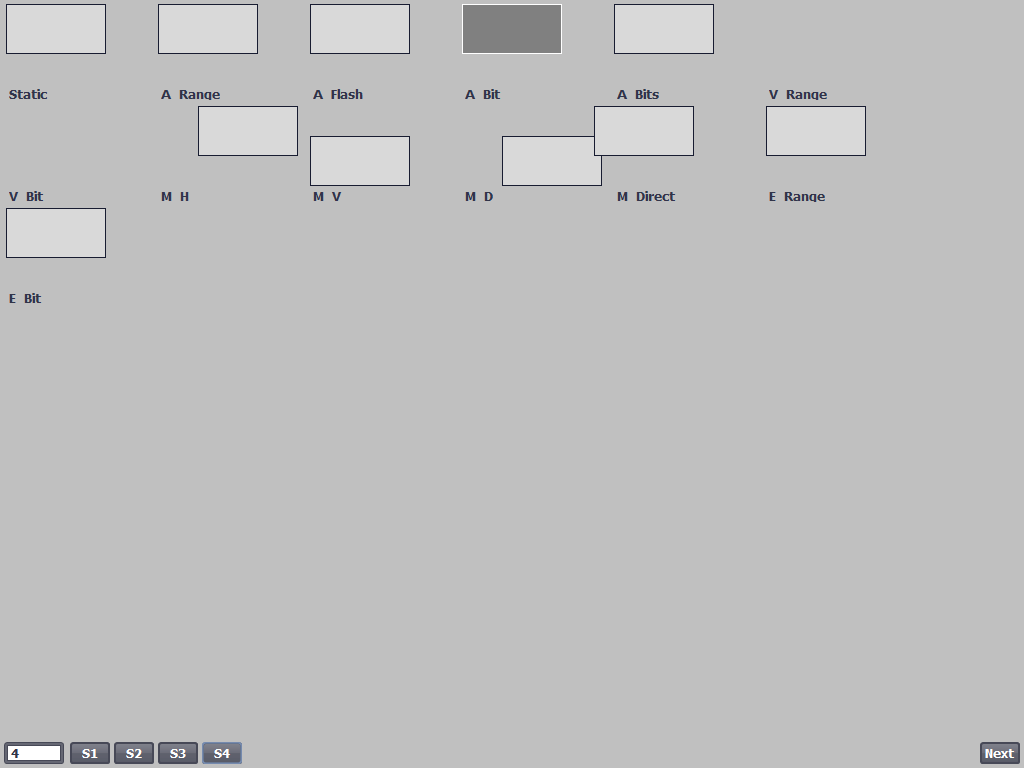 Static A Range A Flash A Bit A Bits V Range
V Bit M H M V M D M Direct E Range
E Bit
4 S1 S2 S3 S4 Next